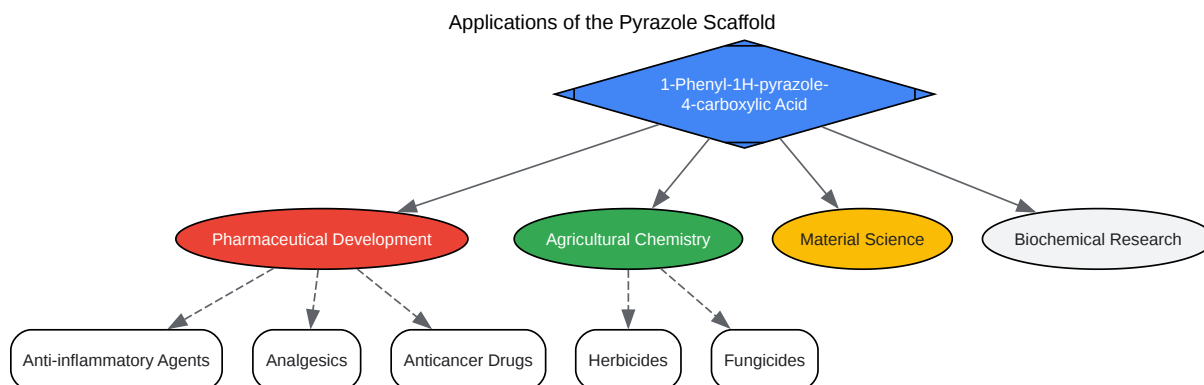 Applications of the Pyrazole Scaffold
1-Phenyl-1H-pyrazole-
4-carboxylic Acid
Pharmaceutical Development
Agricultural Chemistry
Material Science
Biochemical Research
Anti-inflammatory Agents
Analgesics
Anticancer Drugs
Herbicides
Fungicides